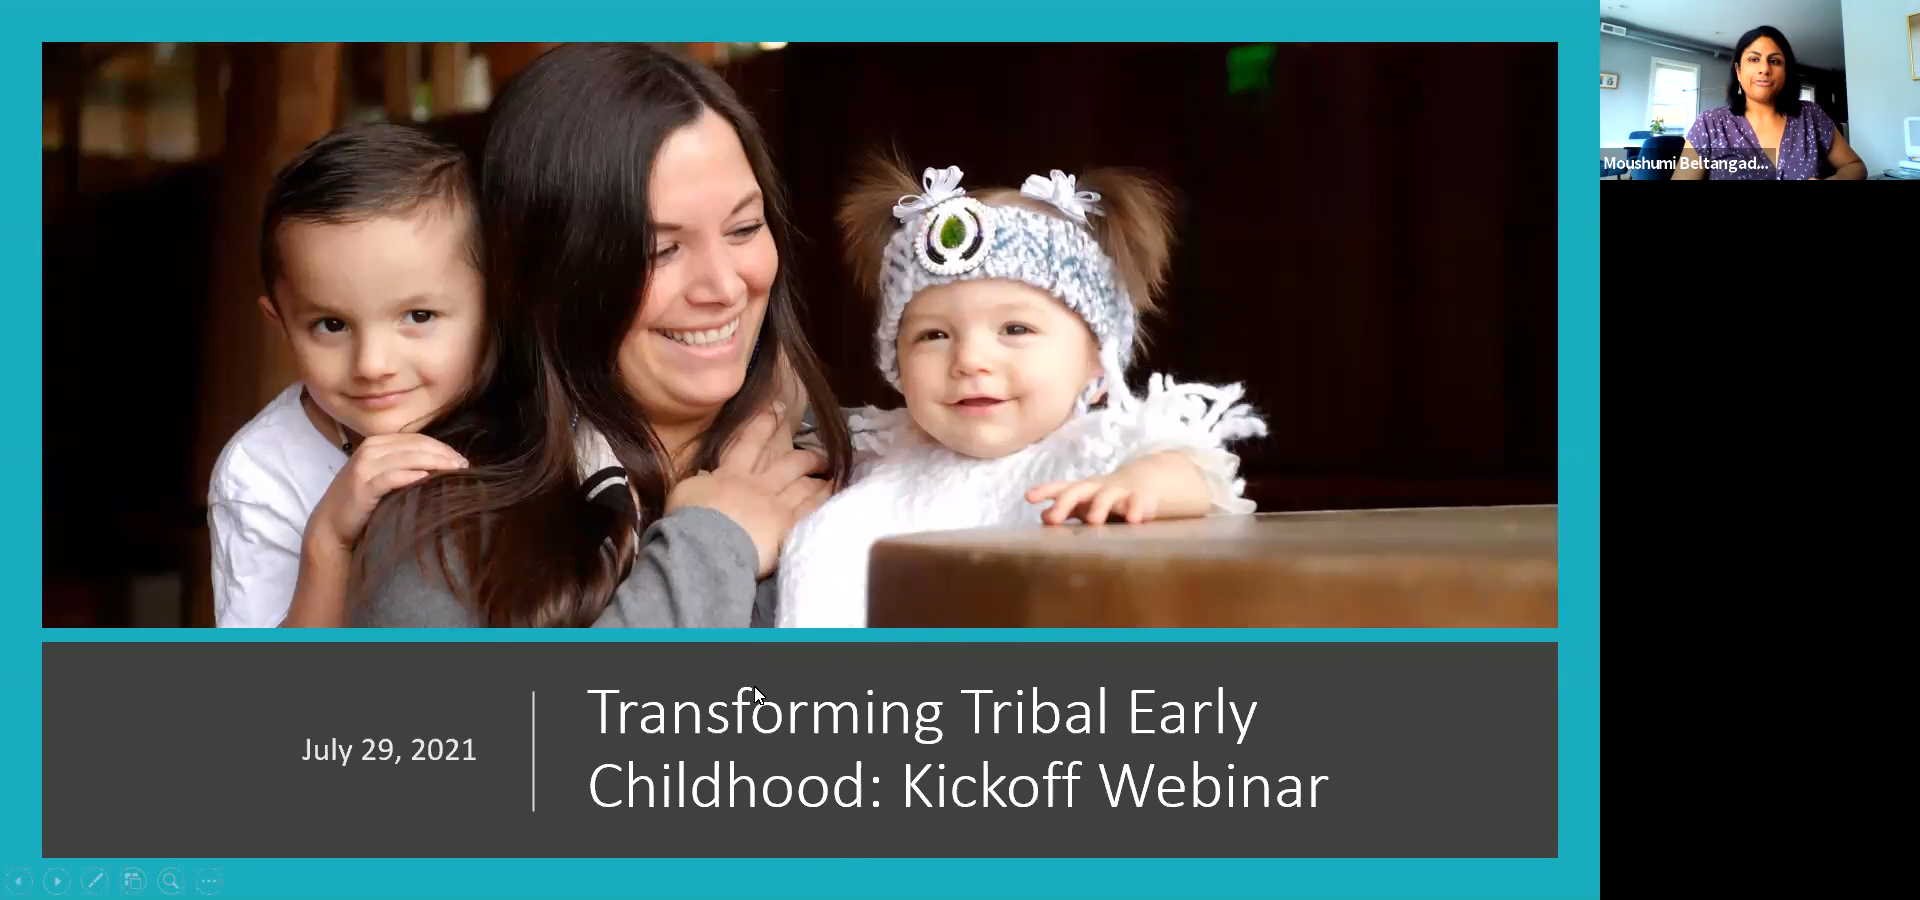 Moushumi Beltangad...
July 29, 2021
Transforming Tribal Early
Childhood: Kickoff Webinar